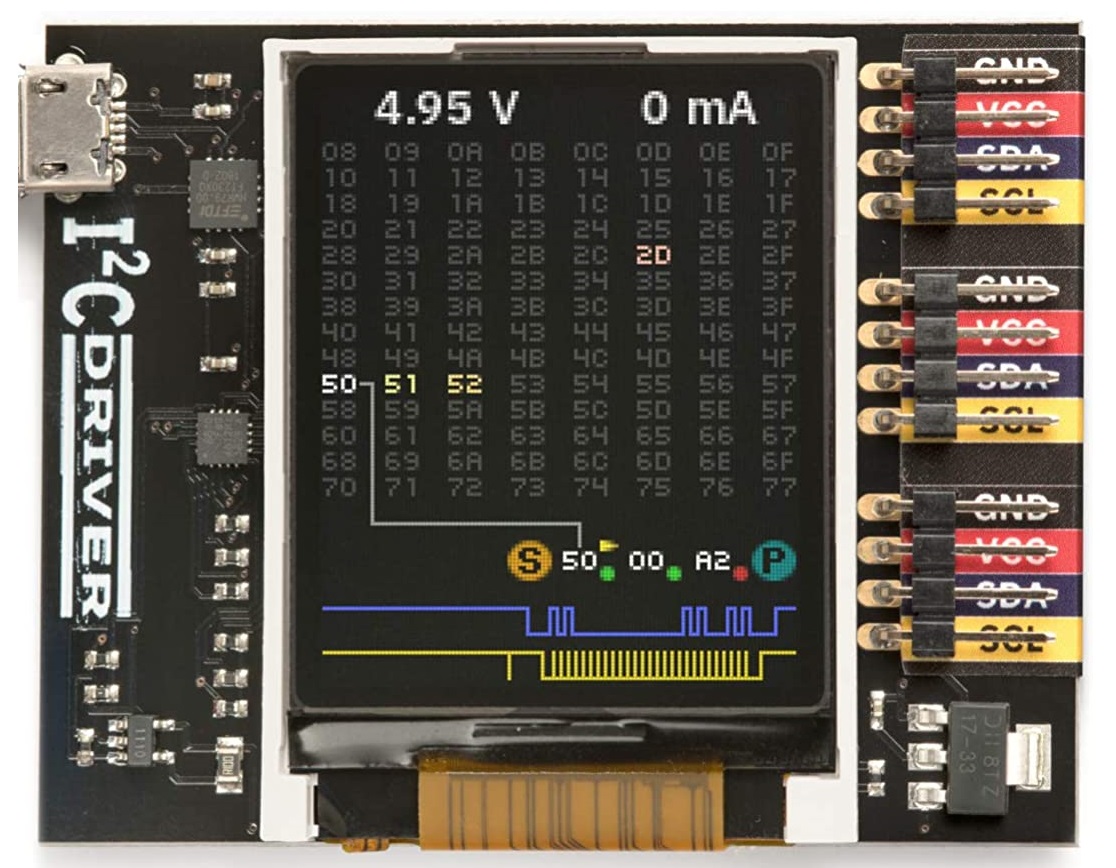 4.95 V 0 mA
08 09 0A 0B 0C 0D 0E 0F
10 11 12 13 14 15 16 17
18 19 1A 1B 1C 1D 1E 1F
20 21 22 23 24 25 26 27
28 29 2A 2B 2C 2D 2E 2F
30 31 32 33 34 35 36 37
38 39 3A 3B 3C 3D 3E 3F
40 41 42 43 44 45 46 47
48 49 4A 4B 4C 4D 4E 4F
50 51 52 53 54 55 56 57
58 59 5A 5B 5C 5D 5E 5F
60 61 62 63 64 65 66 67
68 69 6A 6B 6C 6D 6E 6F
70 71 72 73 74 75 76 77
S 50 00 A2 P
I²CDRIVER
FTDI
GND
VCC
SDA
SCL
GND
VCC
SDA
SCL
GND
VCC
SDA
SCL
17-33